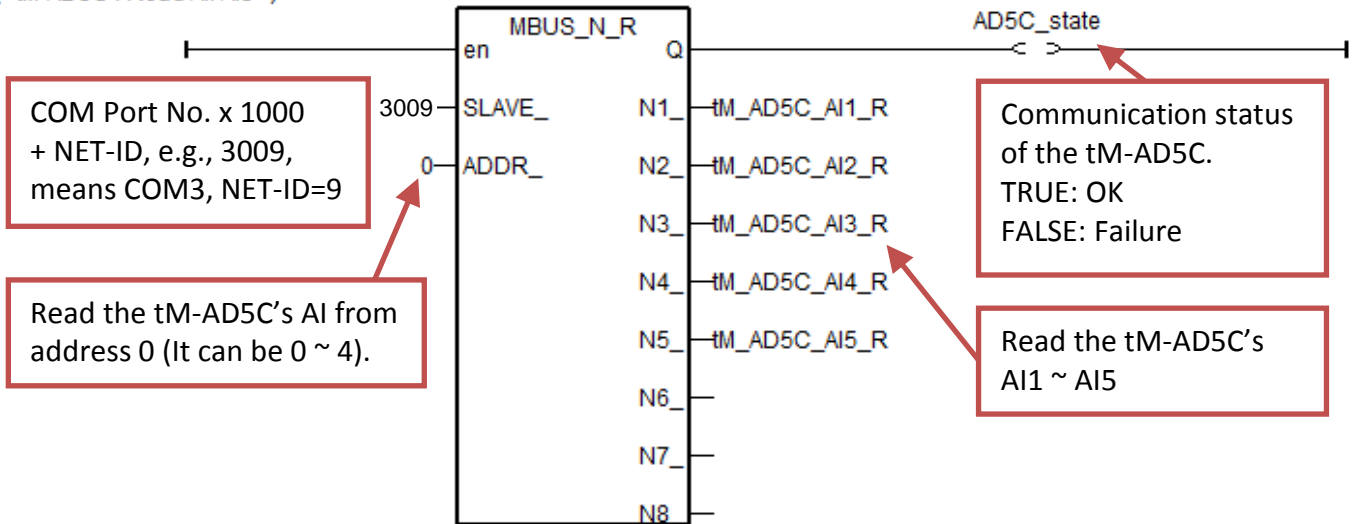 MBUS_N_R
AD5C_state
en
Q
COM Port No. x 1000
+ NET-ID, e.g., 3009,
means COM3, NET-ID=9
3009
SLAVE_
N1_
tM_AD5C_AI1_R
Communication status
of the tM-AD5C.
TRUE: OK
FALSE: Failure
0
ADDR_
N2_
tM_AD5C_AI2_R
N3_
tM_AD5C_AI3_R
Read the tM-AD5C’s AI from
address 0 (It can be 0 ~ 4).
N4_
tM_AD5C_AI4_R
N5_
tM_AD5C_AI5_R
Read the tM-AD5C’s
AI1 ~ AI5
N6_
N7_
N8